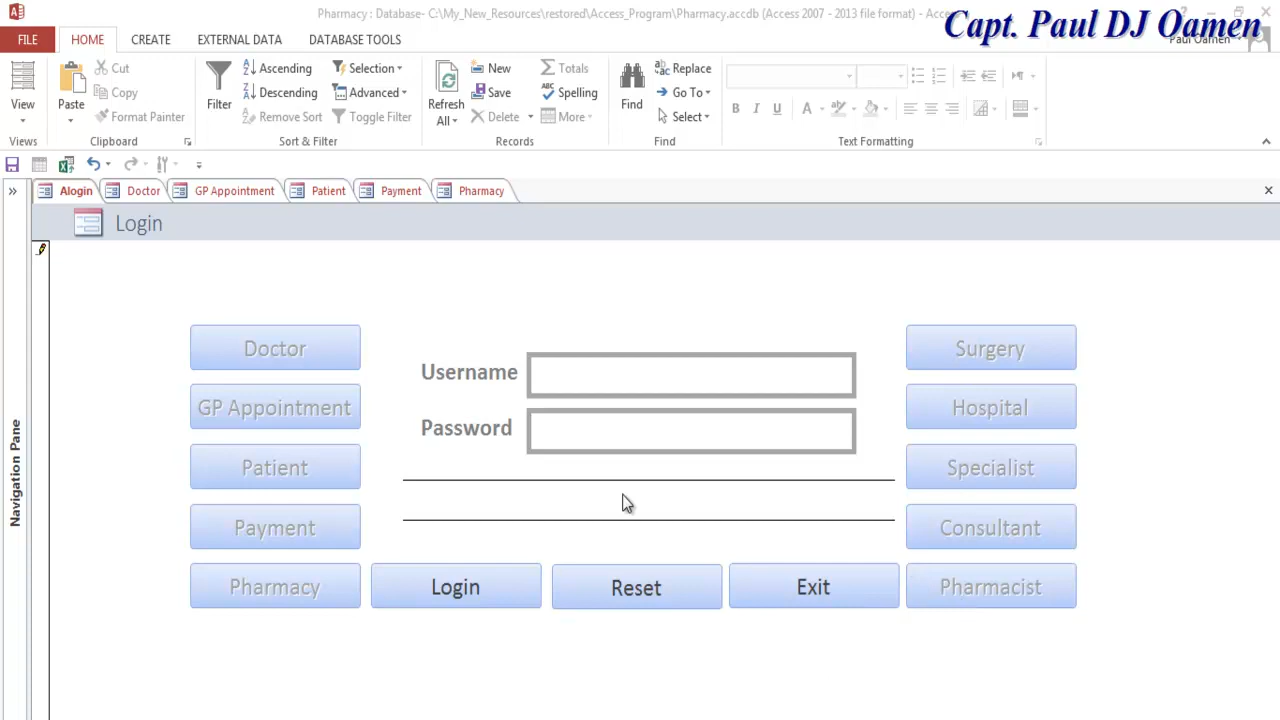 Pharmacy : Database- C:\My_New_Resources\restored\Access_Program\Pharmacy.accdb (Access 2007 - 2013 file format) - Acce
Capt. Paul DJ Oamen
FILE HOME CREATE EXTERNAL DATA DATABASE TOOLS Paul Oamen
View
Views
Paste
Cut
Copy
Format Painter
Clipboard
Filter
Ascending
Descending
Remove Sort
Selection
Advanced
Toggle Filter
Sort & Filter
Refresh
All
New
Save
Delete
Totals
Spelling
More
Records
Find
Replace
Go To
Select
Find
B I U A
Text Formatting
Alogin Doctor GP Appointment Patient Payment Pharmacy
Login
Navigation Pane
Doctor
GP Appointment
Patient
Payment
Pharmacy
Username
Password
Login Reset Exit
Surgery
Hospital
Specialist
Consultant
Pharmacist